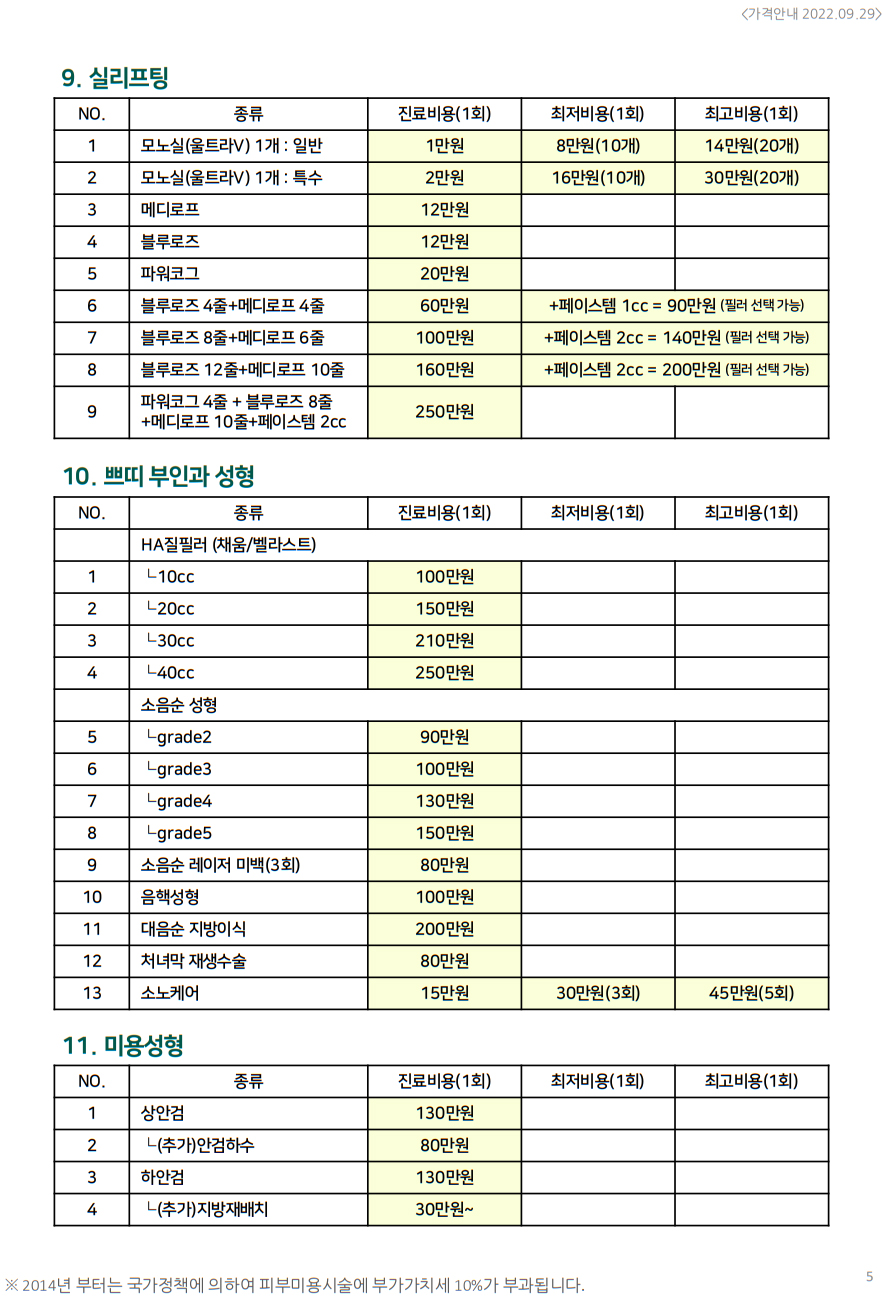 <가격안내 2022.09.29>
9. 실리프팅
NO. 종류 진료비용(1회) 최저비용(1회) 최고비용(1회)
1 모노실(울트라V) 1개 : 일반 1만원 8만원(10개) 14만원(20개)
2 모노실(울트라V) 1개 : 특수 2만원 16만원(10개) 30만원(20개)
3 메디로프 12만원
4 블루로즈 12만원
5 파워코그 20만원
6 블루로즈 4줄+메디로프 4줄 60만원 +페이스템 1cc = 90만원 (필러 선택 가능)
7 블루로즈 8줄+메디로프 6줄 100만원 +페이스템 2cc = 140만원 (필러 선택 가능)
8 블루로즈 12줄+메디로프 10줄 160만원 +페이스템 2cc = 200만원 (필러 선택 가능)
9 파워코그 4줄 + 블루로즈 8줄
+메디로프 10줄+페이스템 2cc 250만원
10. 쁘띠 부인과 성형
NO. 종류 진료비용(1회) 최저비용(1회) 최고비용(1회)
HA질필러 (채움/벨라스트)
1 └10cc 100만원
2 └20cc 150만원
3 └30cc 210만원
4 └40cc 250만원
소음순 성형
5 └grade2 90만원
6 └grade3 100만원
7 └grade4 130만원
8 └grade5 150만원
9 소음순 레이저 미백(3회) 80만원
10 음핵성형 100만원
11 대음순 지방이식 200만원
12 처녀막 재생수술 80만원
13 소노케어 15만원 30만원(3회) 45만원(5회)
11. 미용성형
NO. 종류 진료비용(1회) 최저비용(1회) 최고비용(1회)
1 상안검 130만원
2 └(추가)안검하수 80만원
3 하안검 130만원
4 └(추가)지방재배치 30만원~
5
※ 2014년 부터는 국가정책에 의하여 피부미용시술에 부가가치세 10%가 부과됩니다.